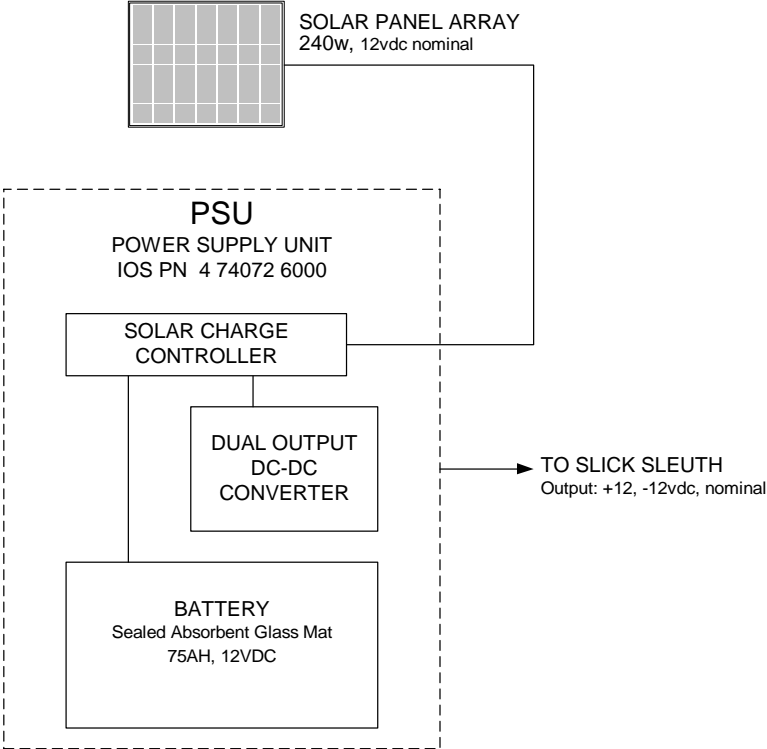 SOLAR PANEL ARRAY
240w, 12vdc nominal
PSU
POWER SUPPLY UNIT
IOS PN  4 74072 6000
SOLAR CHARGE
CONTROLLER
DUAL OUTPUT
DC-DC
CONVERTER
TO SLICK SLEUTH
Output: +12, -12vdc, nominal
BATTERY
Sealed Absorbent Glass Mat
75AH, 12VDC